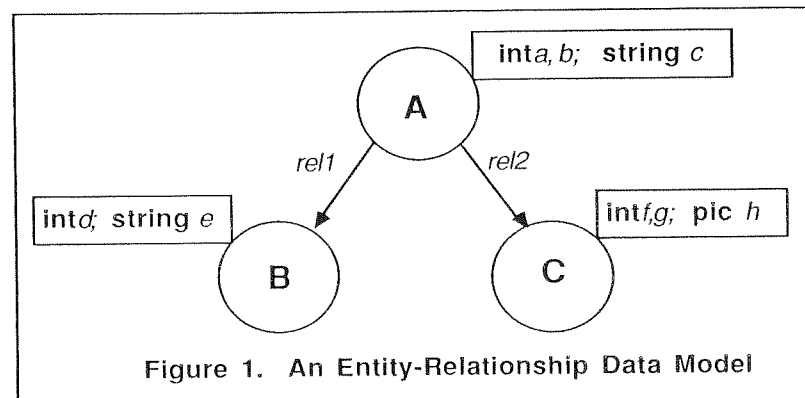 int a, b; string c
A
rel1
rel2
int d; string e
int f,g; pic h
B
C
Figure 1. An Entity-Relationship Data Model